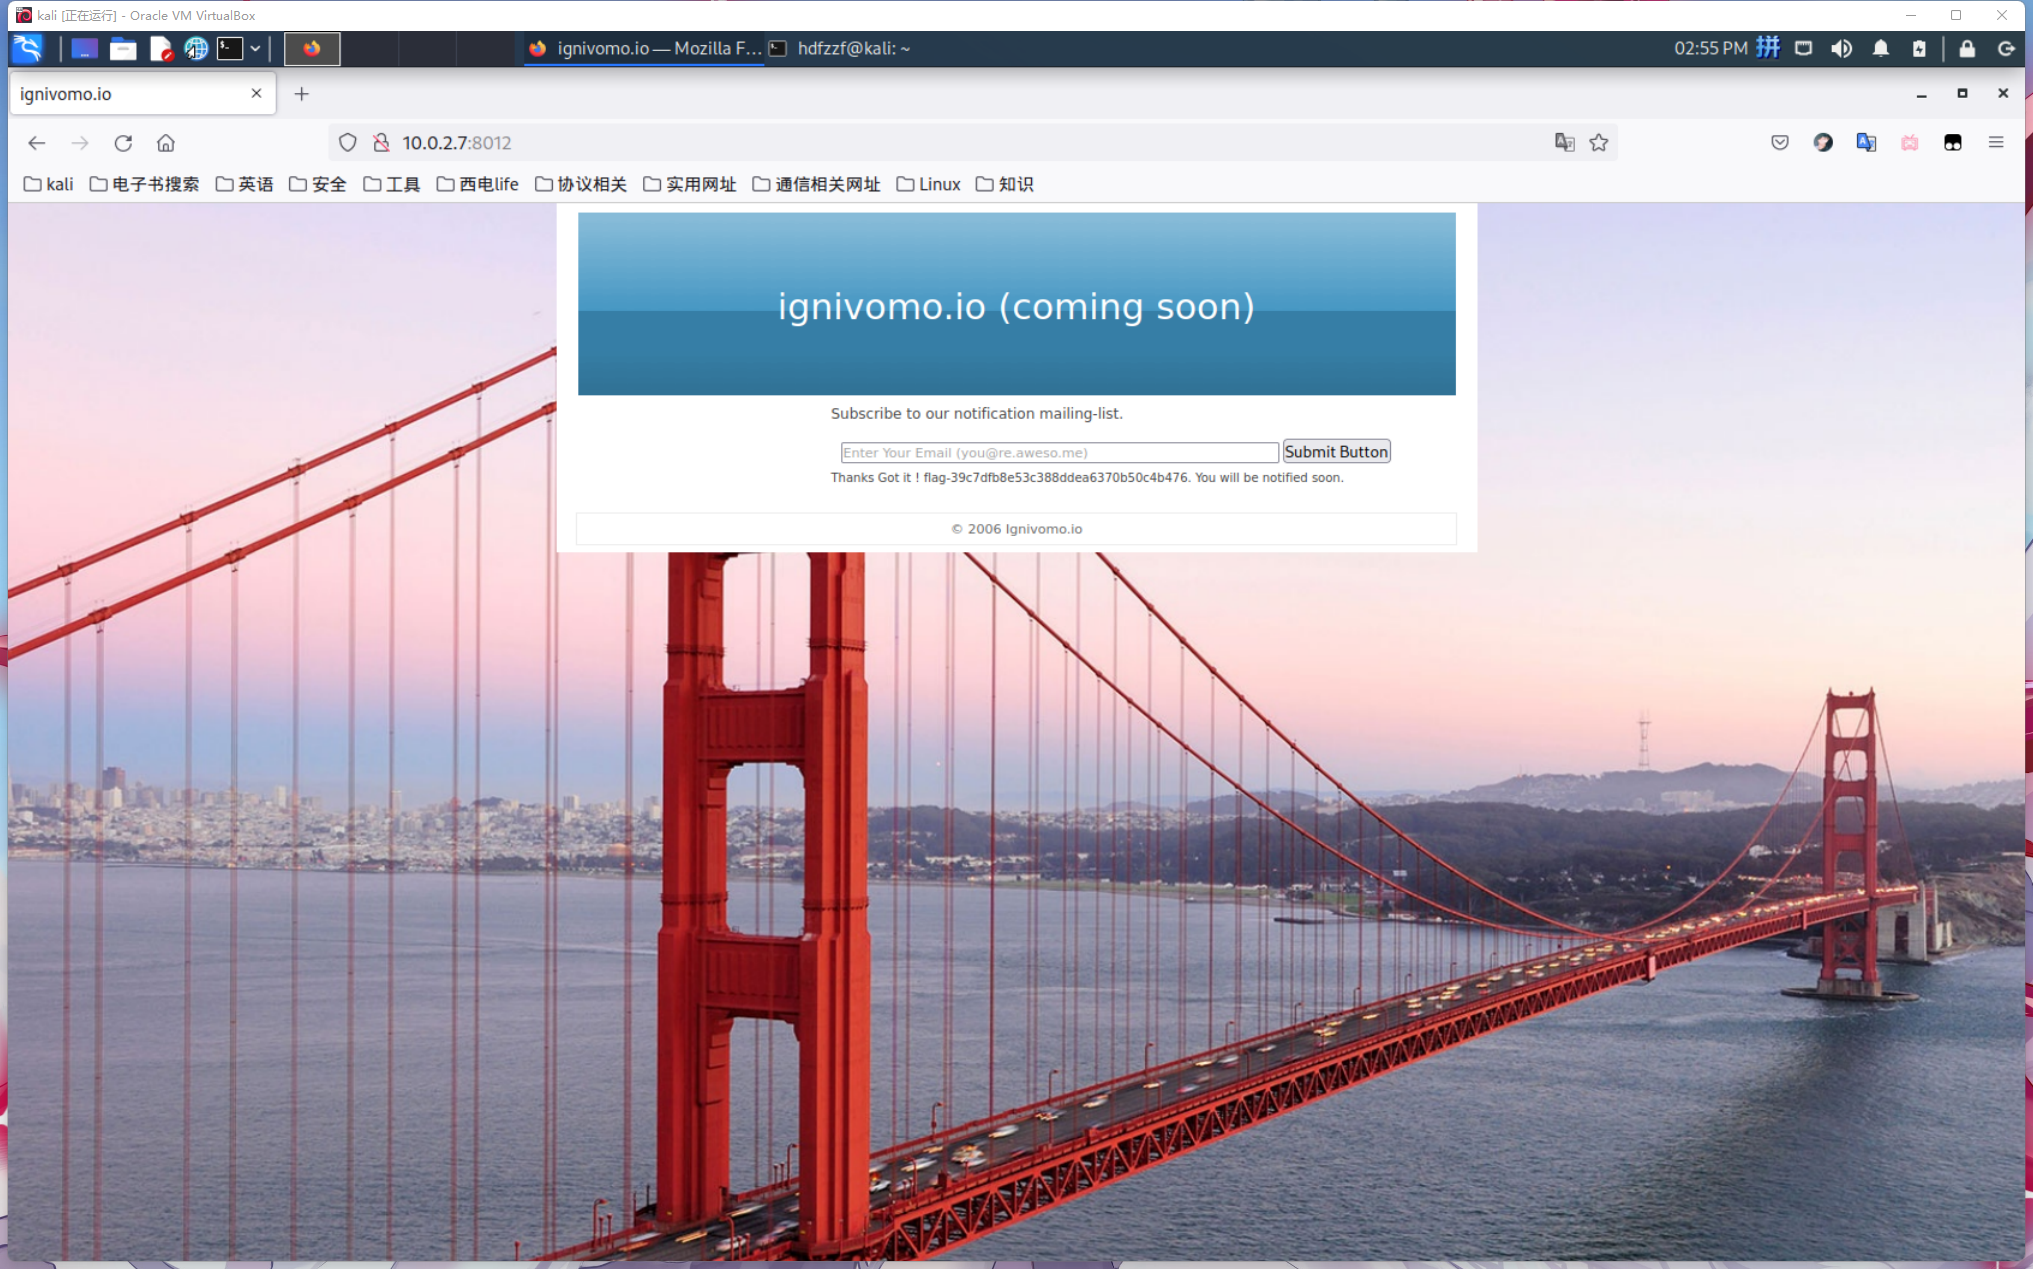 kali [正在运行] - Oracle VM VirtualBox
ignivomo.io — Mozilla F... hdfzzf@kali: ~ 02:55 PM 拼
ignivomo.io
10.0.2.7:8012
kali 电子书搜索 英语 安全 工具 西电life 协议相关 实用网址 通信相关网址 Linux 知识
ignivomo.io (coming soon)
Subscribe to our notification mailing-list.
Enter Your Email (you@re.aweso.me) Submit Button
Thanks Got it ! flag-39c7dfb8e53c388ddea6370b50c4b476. You will be notified soon.
© 2006 Ignivomo.io